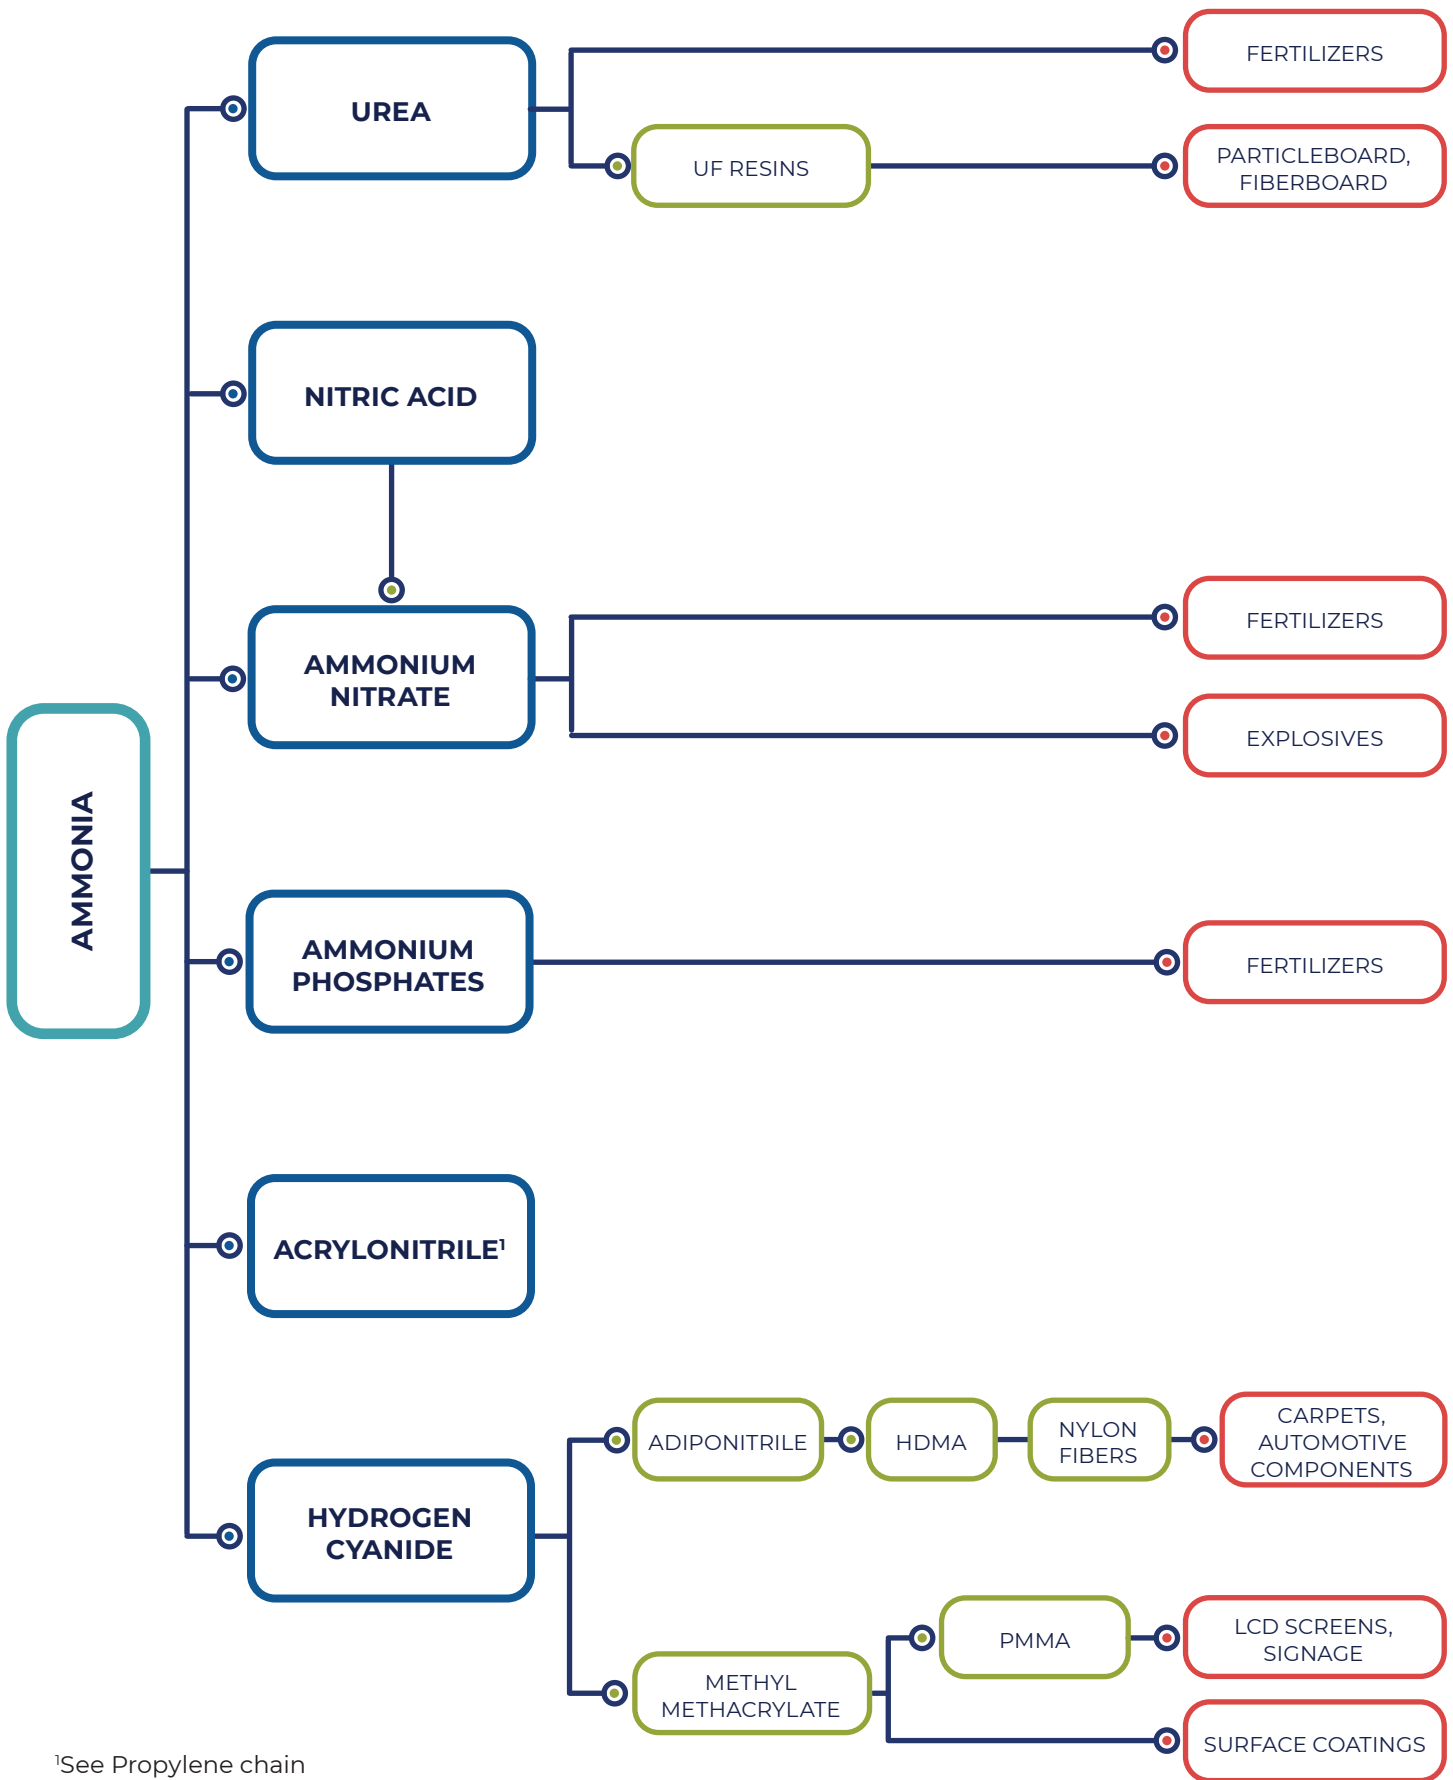 FERTILIZERS
UREA
UF RESINS
PARTICLEBOARD,
FIBERBOARD
NITRIC ACID
AMMONIUM
NITRATE
FERTILIZERS
EXPLOSIVES
AMMONIA
AMMONIUM
PHOSPHATES
FERTILIZERS
ACRYLONITRILE¹
HYDROGEN
CYANIDE
ADIPONITRILE
HDMA
NYLON
FIBERS
CARPETS,
AUTOMOTIVE
COMPONENTS
METHYL
METHACRYLATE
PMMA
LCD SCREENS,
SIGNAGE
SURFACE COATINGS
¹See Propylene chain